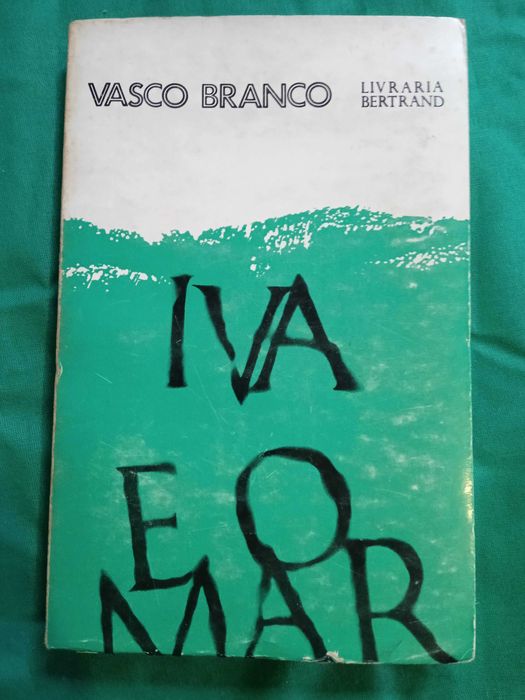 VASCO BRANCO
LIVRARIA
BERTRAND
IVA
E O
MAR